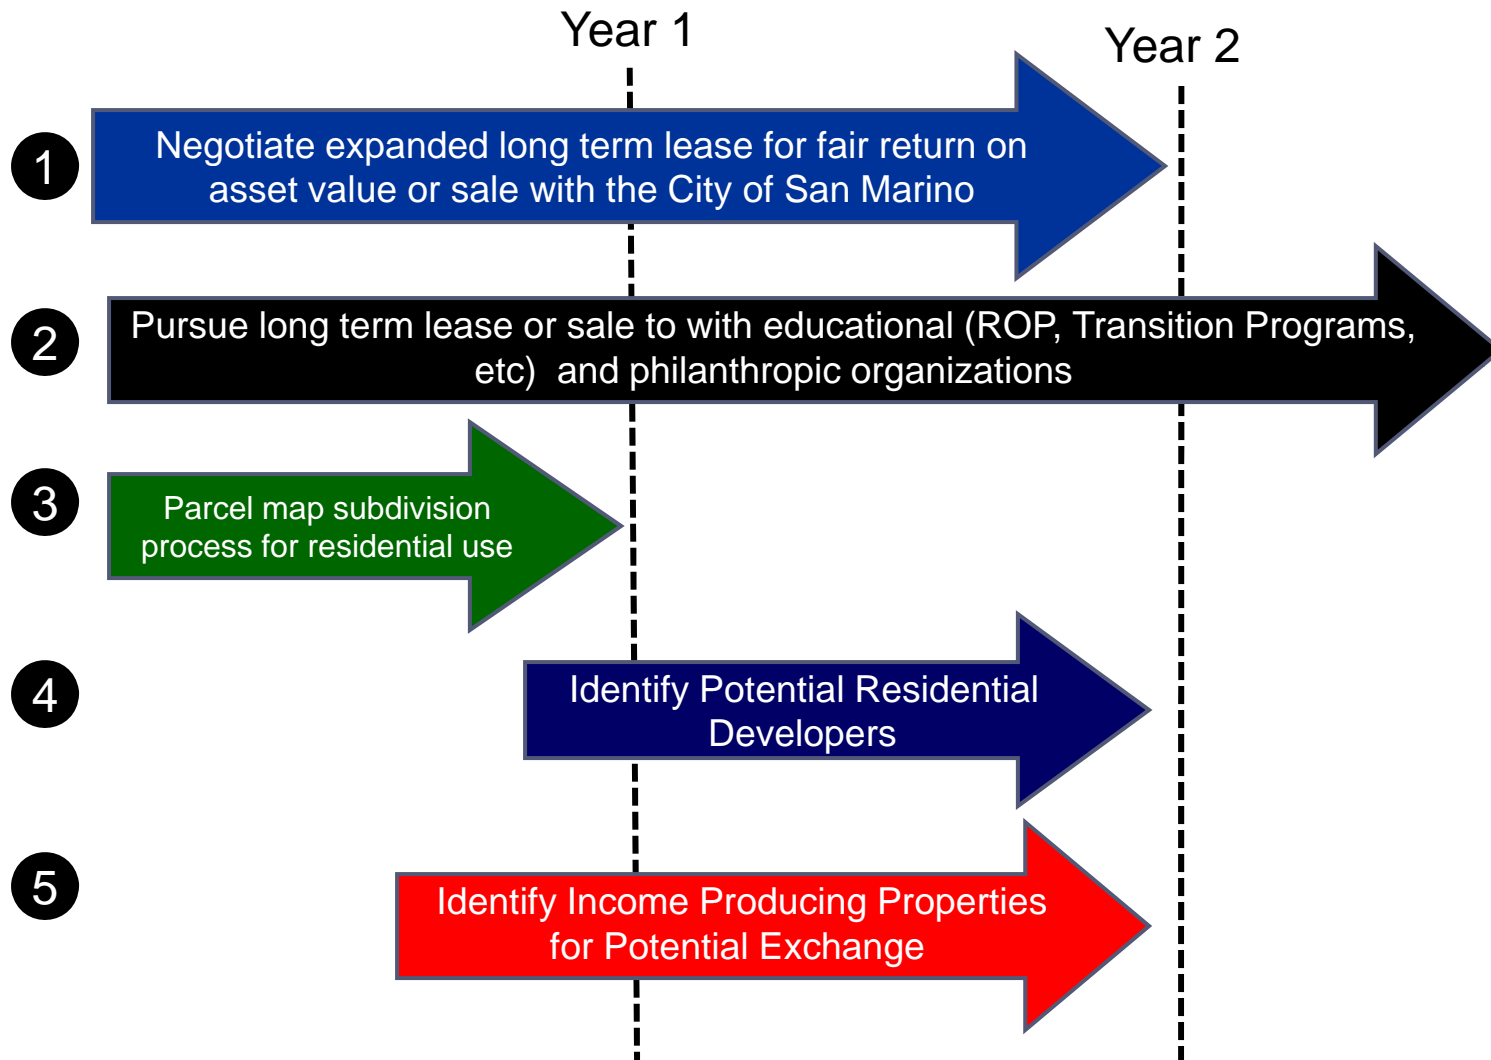 Year 1
Year 2
1
Negotiate expanded long term lease for fair return on
asset value or sale with the City of San Marino
2
Pursue long term lease or sale to with educational (ROP, Transition Programs,
etc)  and philanthropic organizations
3
Parcel map subdivision
process for residential use
4
Identify Potential Residential
Developers
5
Identify Income Producing Properties
for Potential Exchange